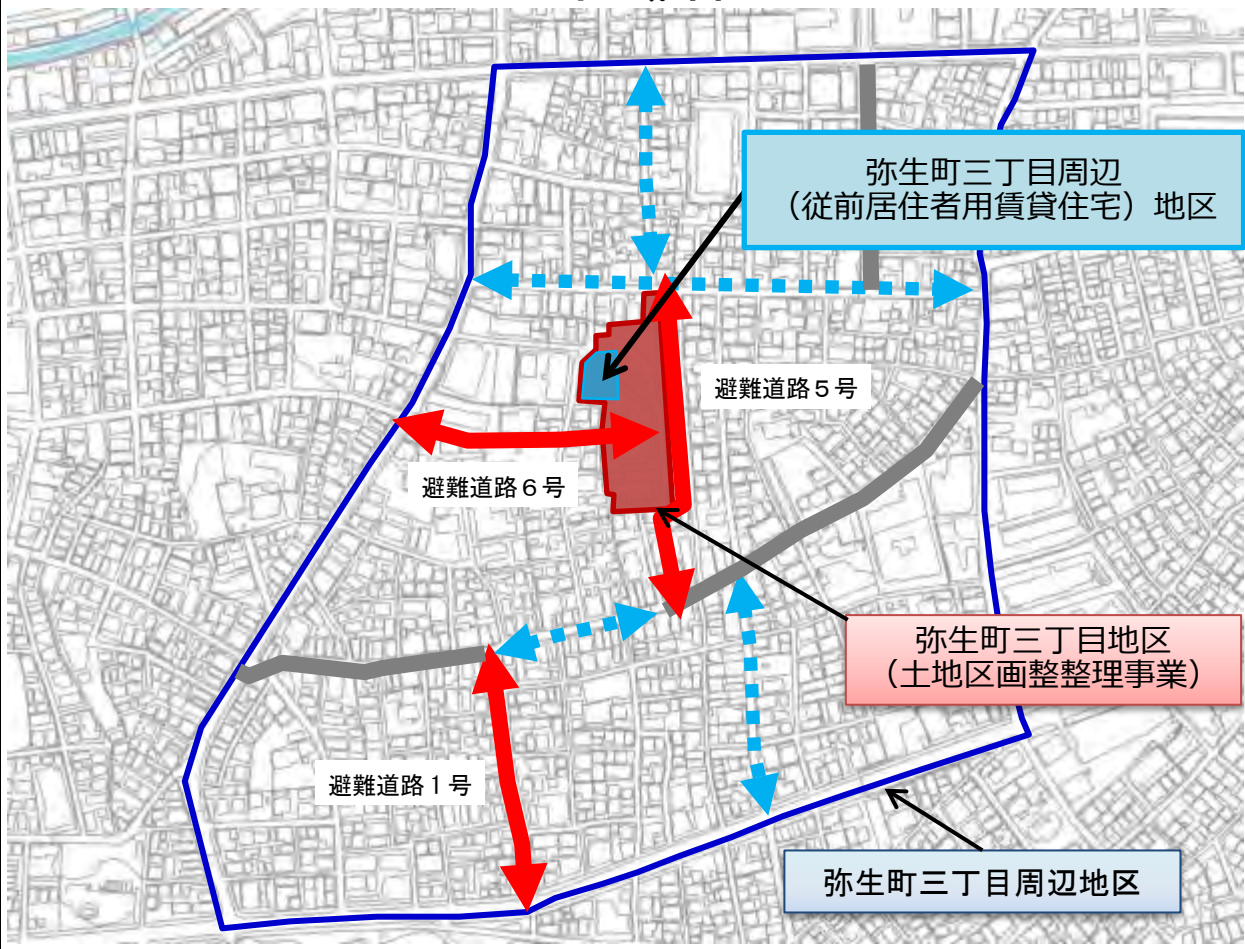 弥生町三丁目周辺
（従前居住者用賃貸住宅）地区
避難道路５号
避難道路６号
弥生町三丁目地区
（土地区画整整理事業）
避難道路１号
弥生町三丁目周辺地区